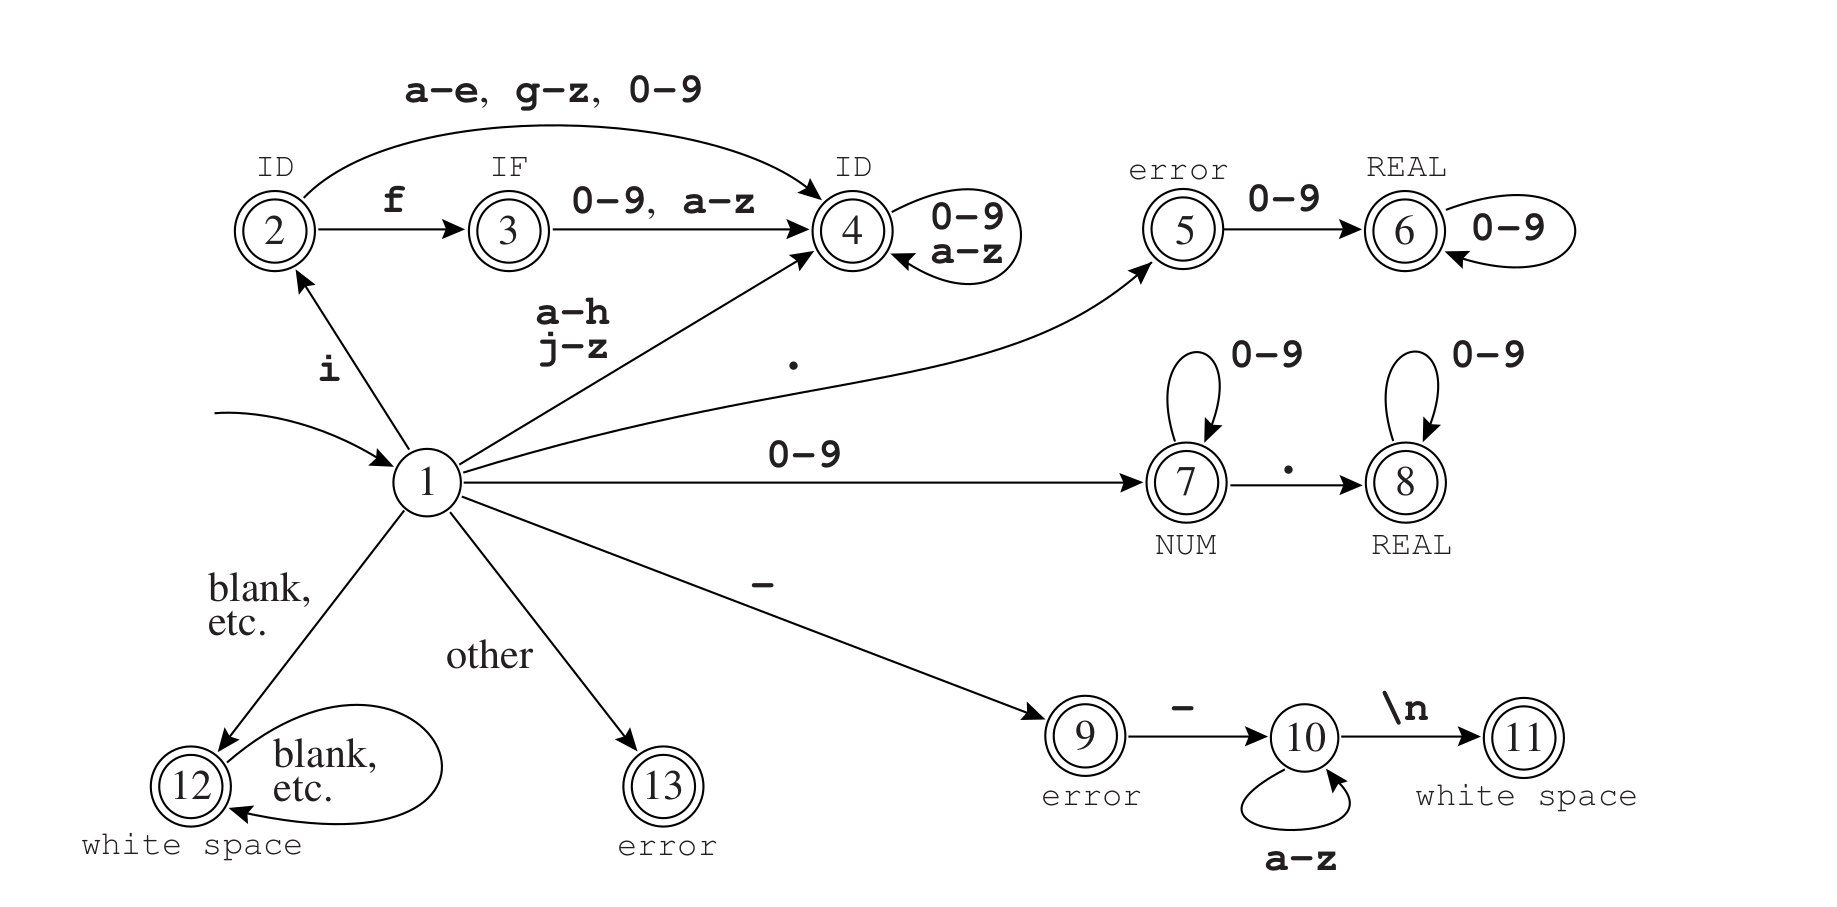 a–e, g–z, 0–9
ID
IF
ID
error
REAL
2
f
3
0–9, a–z
4
0–9
a–z
5
0–9
6
0–9
i
a–h
j–z
.
0–9
0–9
1
0–9
7
.
8
NUM
REAL
blank,
etc.
other
–
12
blank,
etc.
white space
13
error
9
error
–
10
a–z
\n
11
white space